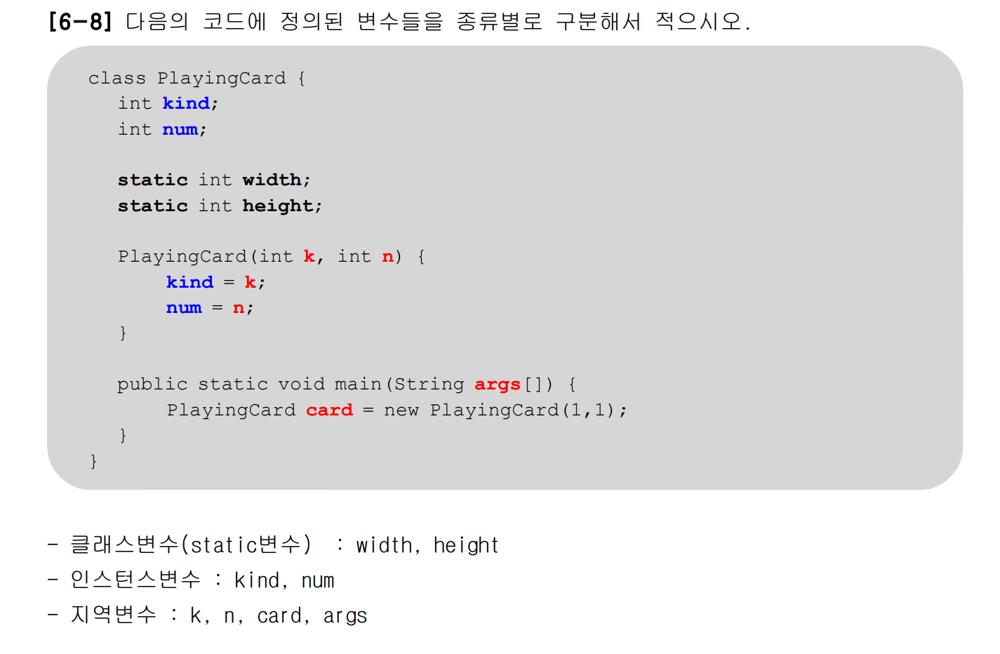 [6-8] 다음의 코드에 정의된 변수들을 종류별로 구분해서 적으시오.
class PlayingCard {
int kind;
int num;
static int width;
static int height;
PlayingCard(int k, int n) {
kind = k;
num = n;
}
public static void main(String args[]) {
PlayingCard card = new PlayingCard(1,1);
}
}
- 클래스변수(static변수) : width, height
- 인스턴스변수 : kind, num
- 지역변수 : k, n, card, args